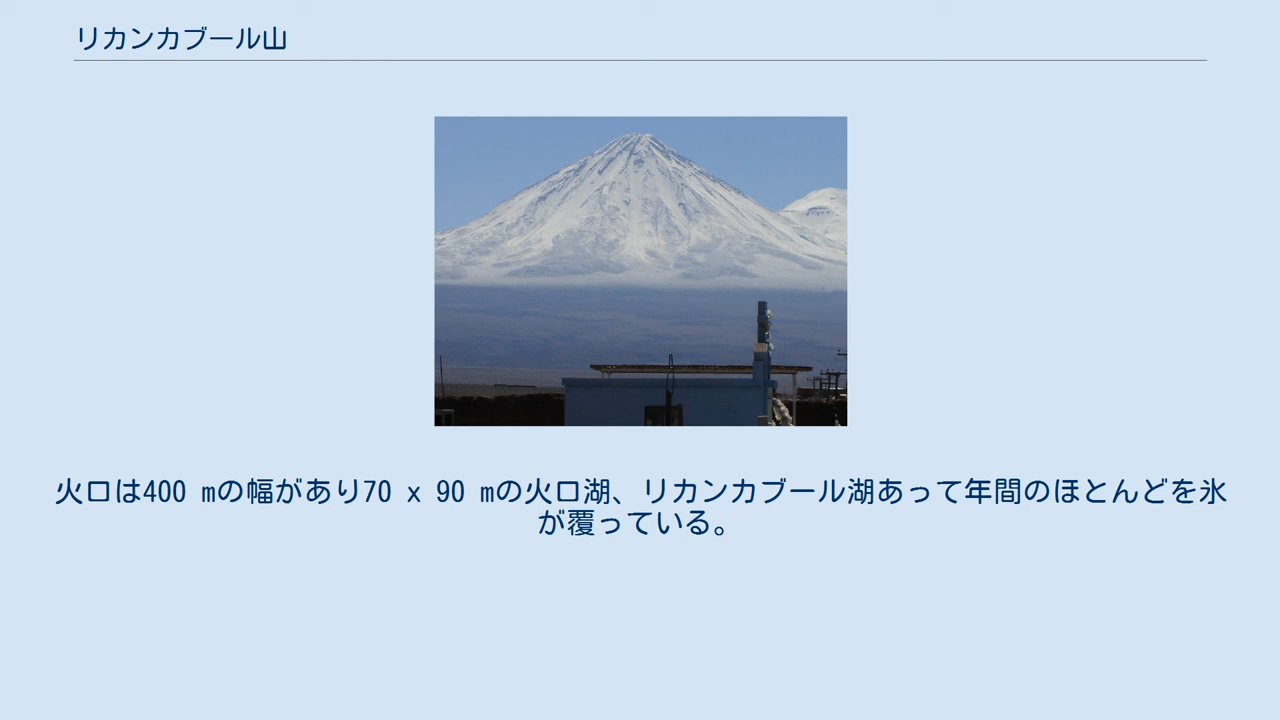 リカンカブール山
火口は400 mの幅があり70 x 90 mの火口湖、リカンカブール湖あって年間のほとんどを氷
が覆っている。